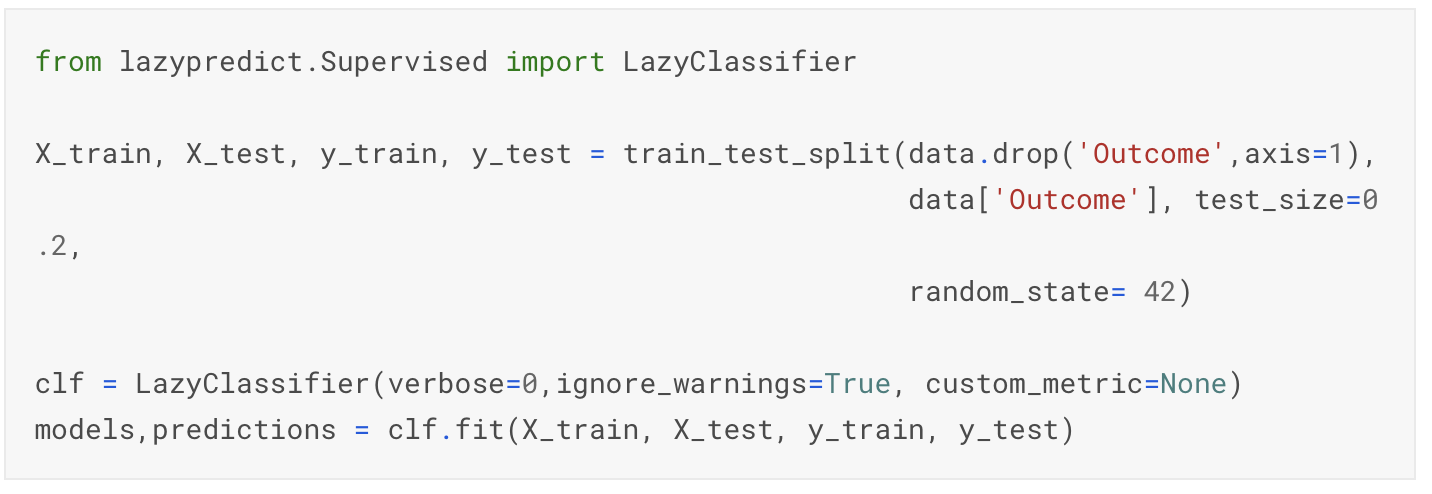 from lazypredict.Supervised import LazyClassifier
X_train, X_test, y_train, y_test = train_test_split(data.drop('Outcome',axis=1),
data['Outcome'], test_size=0
.2,
random_state= 42)
clf = LazyClassifier(verbose=0,ignore_warnings=True, custom_metric=None)
models,predictions = clf.fit(X_train, X_test, y_train, y_test)